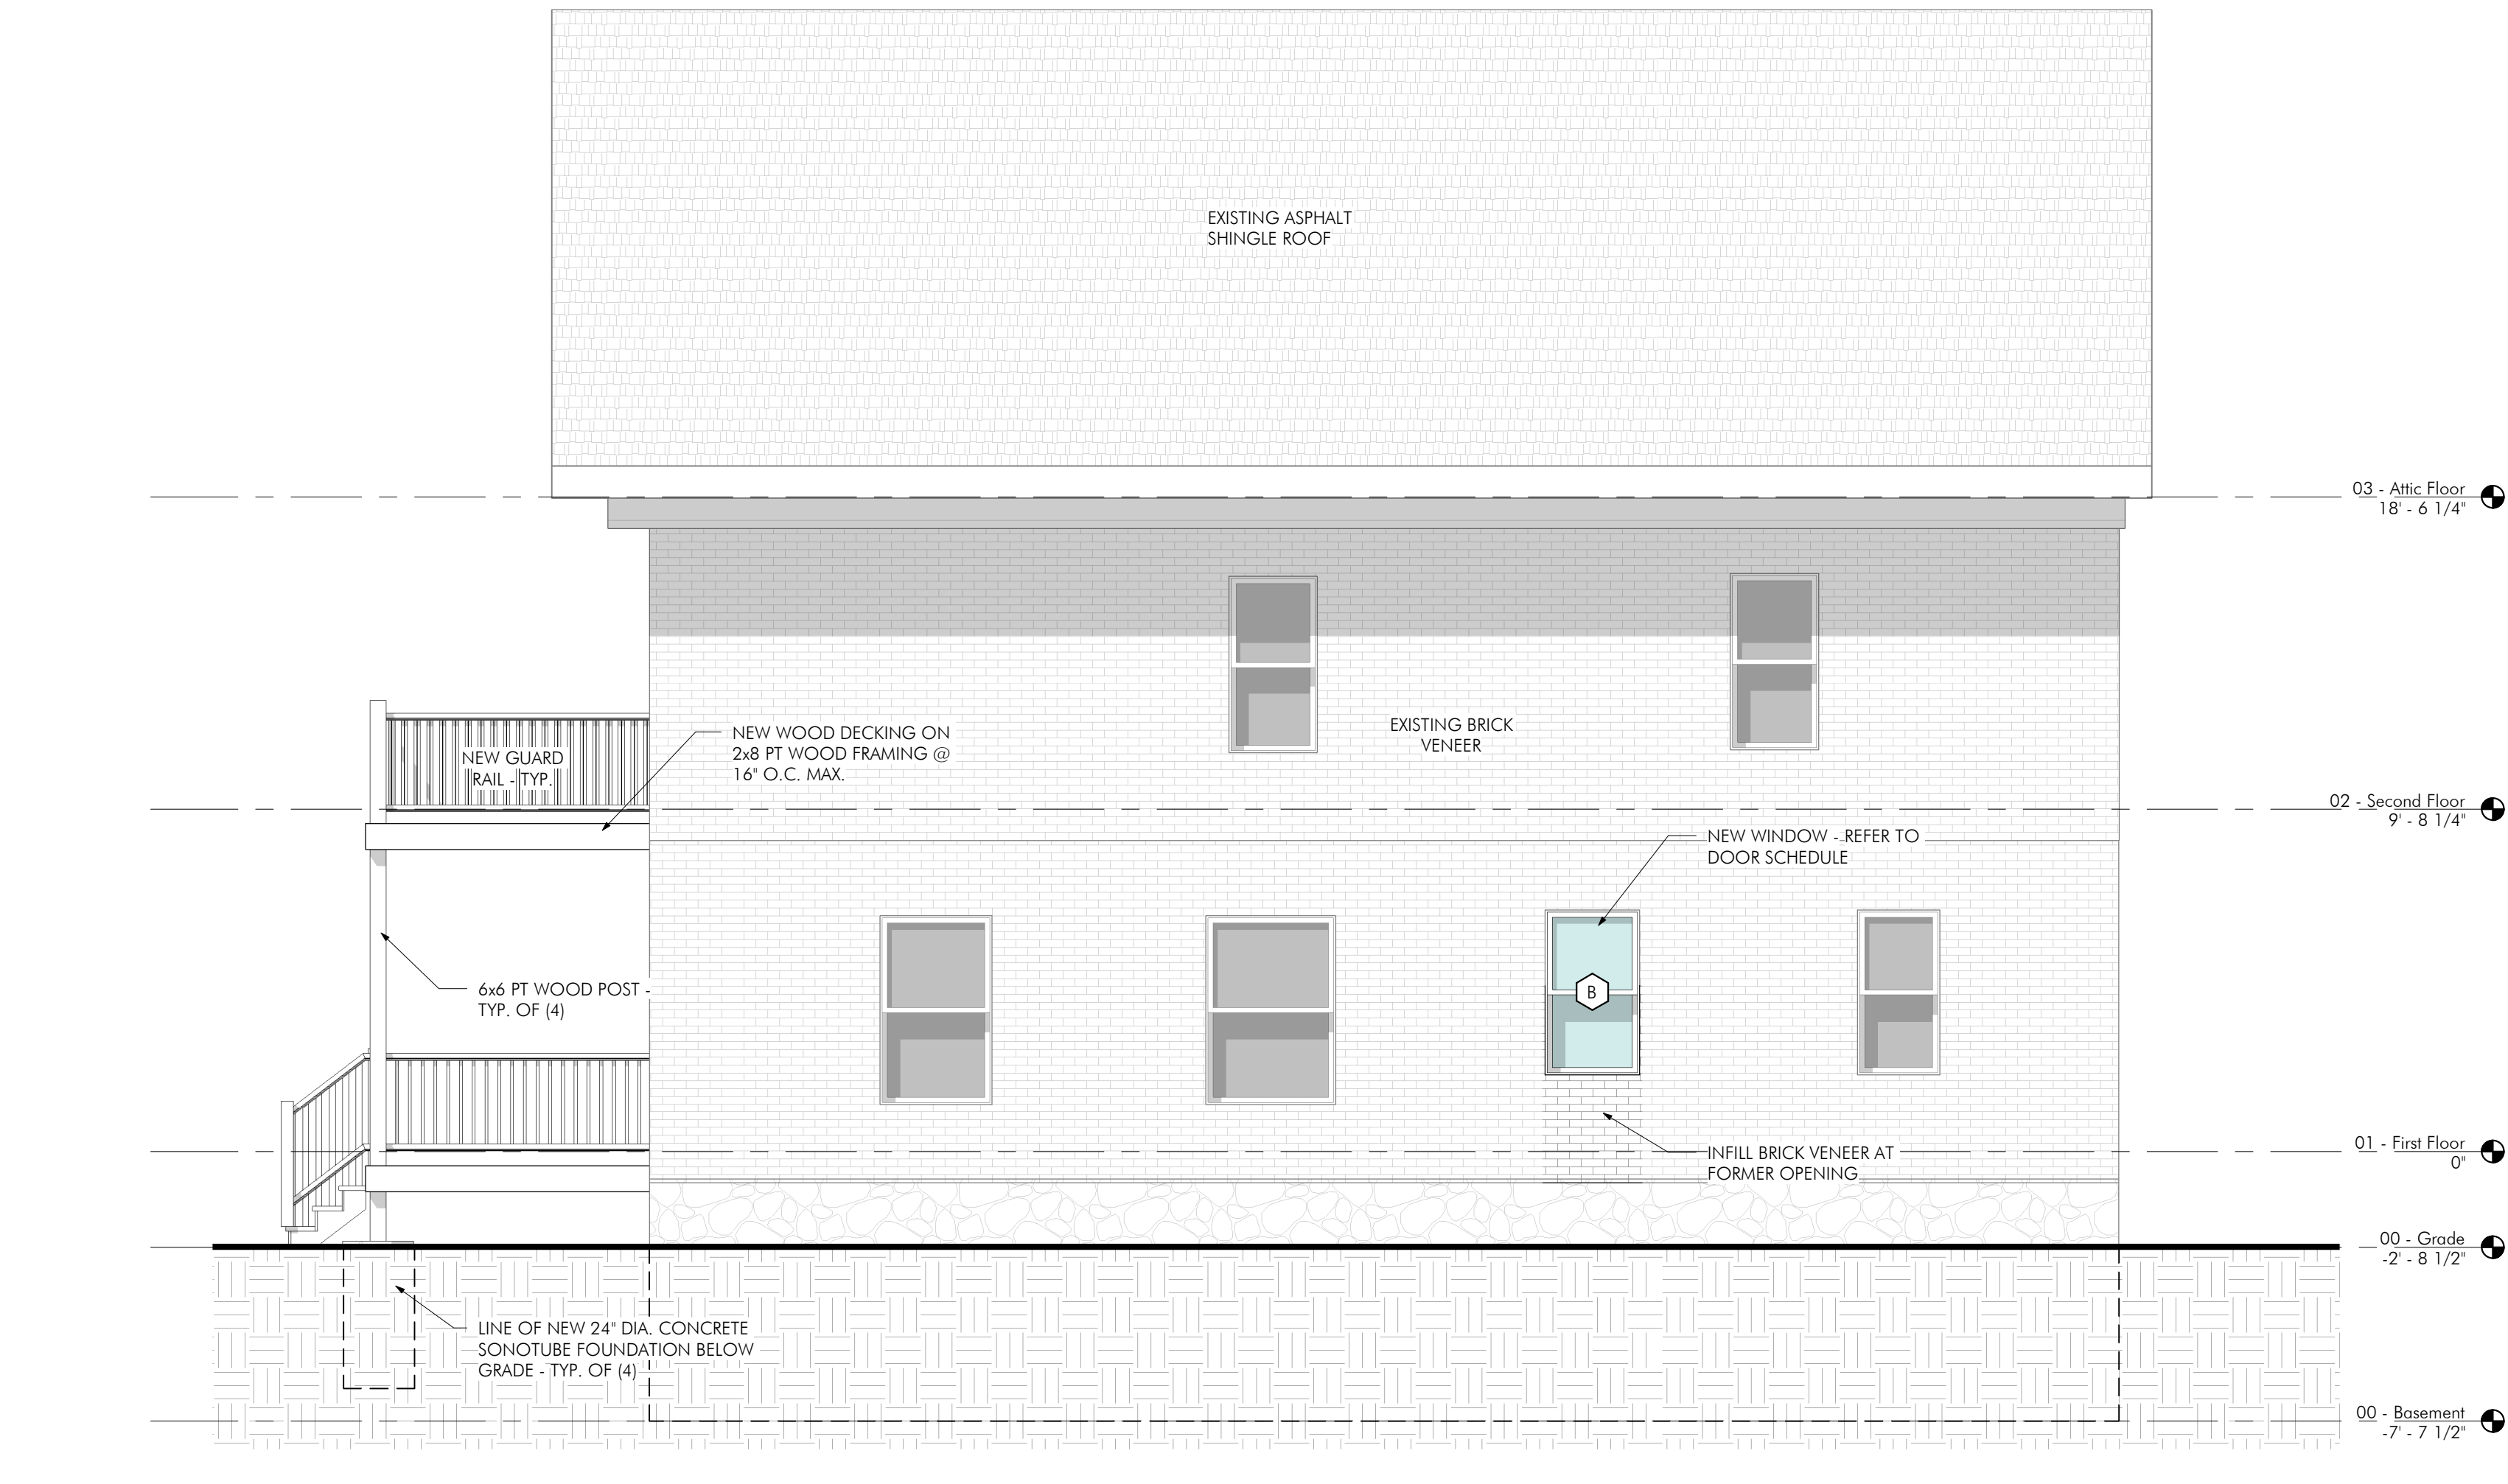 EXISTING ASPHALT
SHINGLE ROOF
03 - Attic Floor
18' - 6 1/4"
NEW WOOD DECKING ON
2x8 PT WOOD FRAMING @
16" O.C. MAX.
EXISTING BRICK
VENEER
NEW GUARD
RAIL - TYP.
02 - Second Floor
9' - 8 1/4"
NEW WINDOW - REFER TO
DOOR SCHEDULE
6x6 PT WOOD POST -
TYP. OF (4)
B
INFILL BRICK VENEER AT
FORMER OPENING
01 - First Floor
0"
00 - Grade
-2' - 8 1/2"
LINE OF NEW 24" DIA. CONCRETE
SONOTUBE FOUNDATION BELOW
GRADE - TYP. OF (4)
00 - Basement
-7' - 7 1/2"